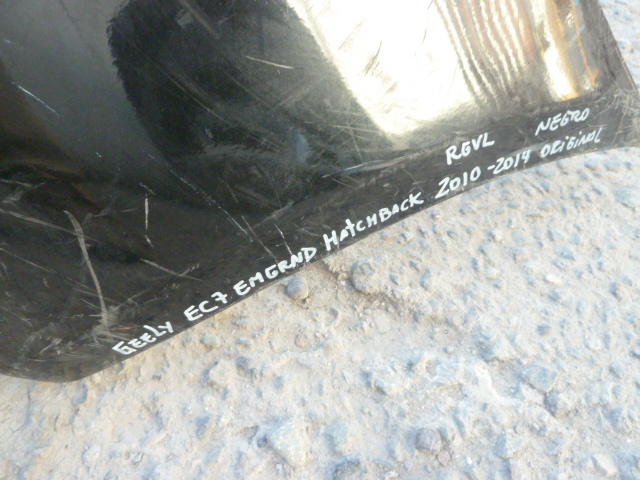 RGVL NEGRO
GEELY EC7 EMGRND HATCHBACK 2010-2014 ORIGINAL